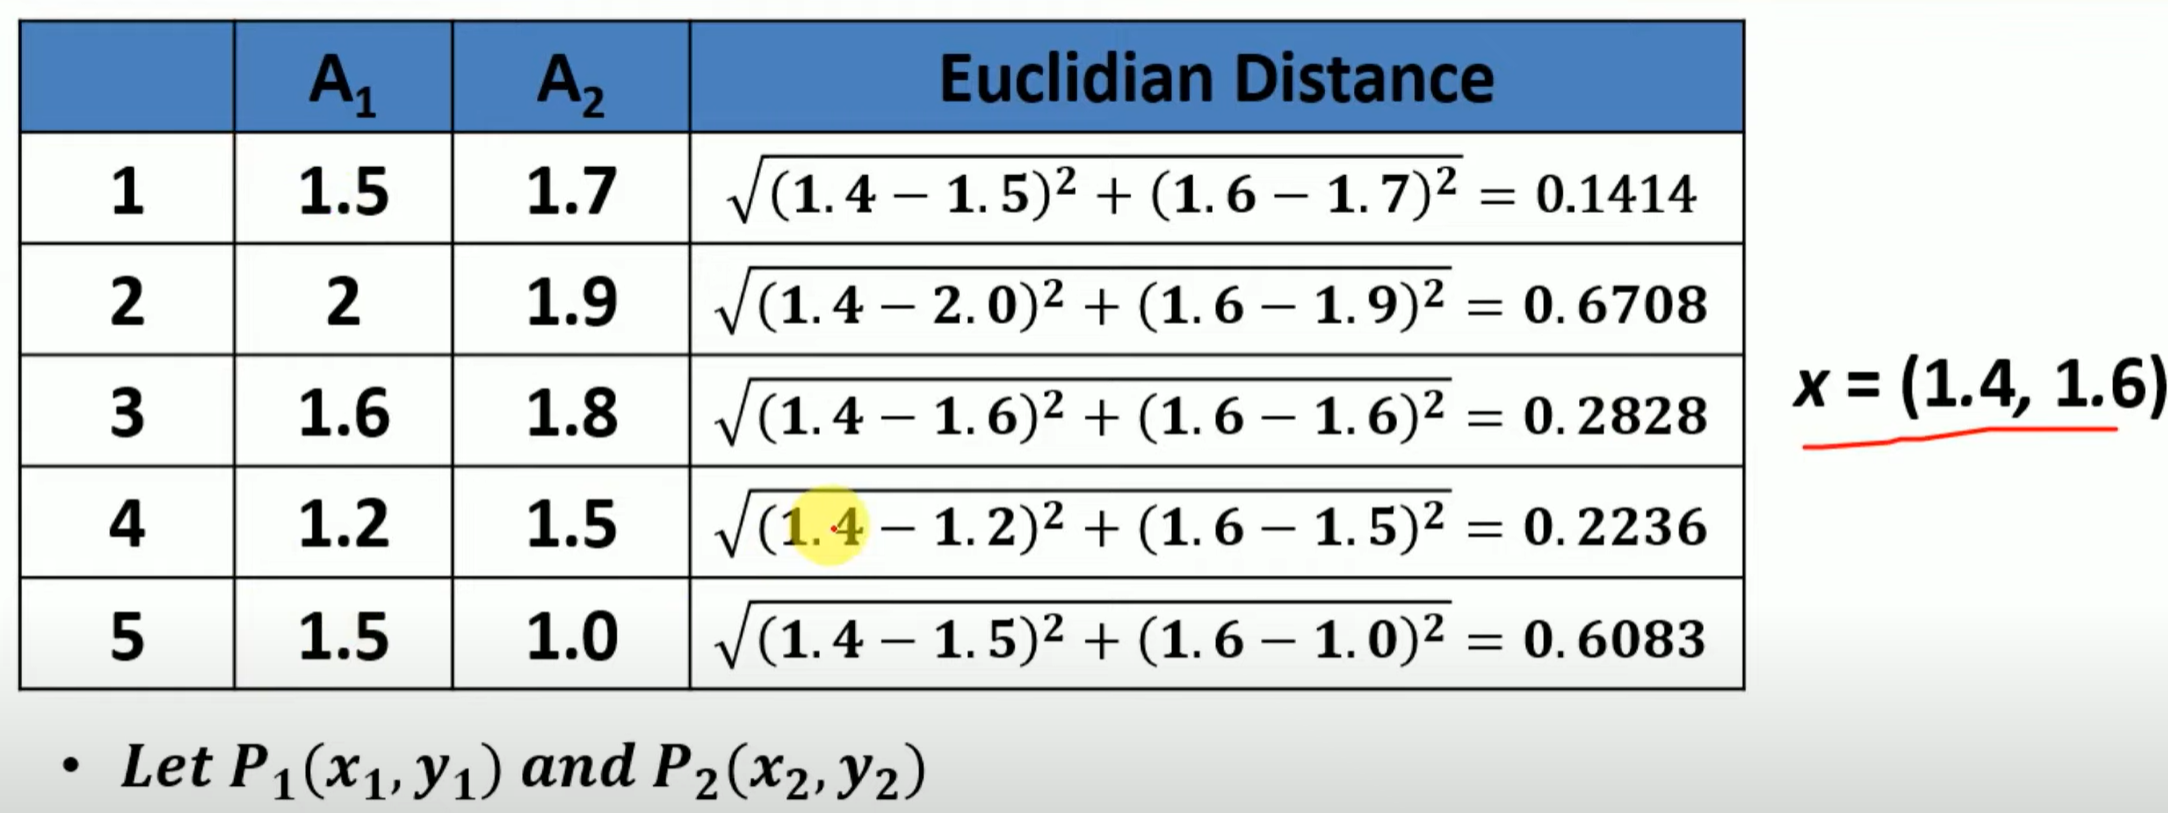 A₁ A₂ Euclidian Distance
1 1.5 1.7 √(1.4 − 1.5)² + (1.6 − 1.7)² = 0.1414
2 2 1.9 √(1.4 − 2.0)² + (1.6 − 1.9)² = 0.6708
3 1.6 1.8 √(1.4 − 1.6)² + (1.6 − 1.6)² = 0.2828
x = (1.4, 1.6)
4 1.2 1.5 √(1.4 − 1.2)² + (1.6 − 1.5)² = 0.2236
5 1.5 1.0 √(1.4 − 1.5)² + (1.6 − 1.0)² = 0.6083
• Let P₁(x₁, y₁) and P₂(x₂, y₂)